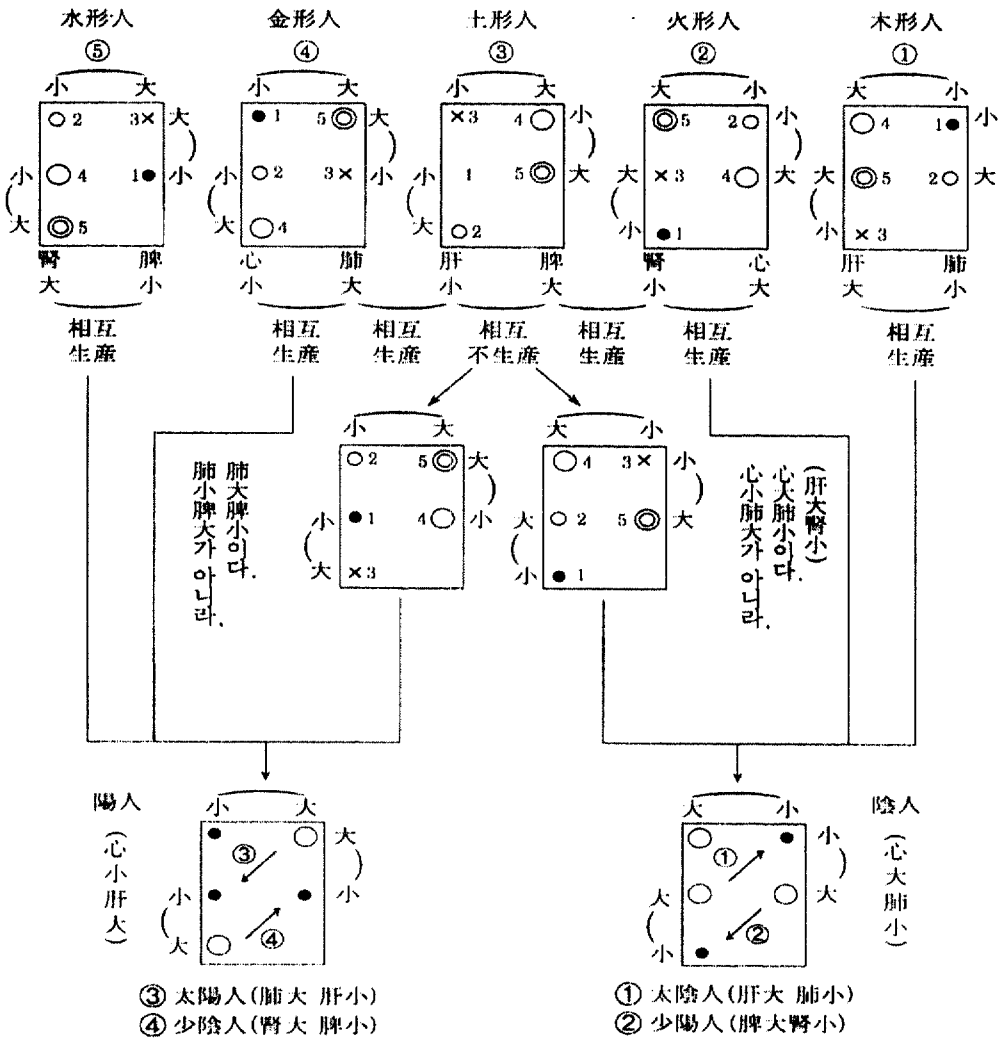 水形人 金形人 土形人 火形人 木形人
⑤ ④ ③ ② ①
小 大 小 大 小 大 大 小 大 小
2 3 × 大 1 5 大 × 3 4 5 2 小 4 1 小
小 4 1 小 小 2 3 × 小 小 1 5 大 大 × 3 4 大 大 5 2 大
大 5 4 大 2 小 1 小 × 3
腎 脾 心 肺 肝 脾 腎 心 肝 肺
大 小 小 大 小 大 小 大 大 小
相互 相互 相互 相互 相互 相互 相互
生産 生産 生産 不生産 生産 生産 生産
小 大 大 小
2 5 大 4 3 × 小
小 1 4 小 大 2 5 大
大 × 3 小 1
肺大脾小이다.
肺小脾大가 아니라.
(肝大腎小)
心大肺小이다.
心小肺大가 아니라.
陽人
(心小肝大)
小 大
大
③
小 小
大 ④
③ 太陽人(肺大 肝小)
④ 少陰人(腎大 脾小)
陰人
(心大肺小)
大 小
小
①
大 大
小 ②
① 太陰人(肝大 肺小)
② 少陽人(脾大腎小)